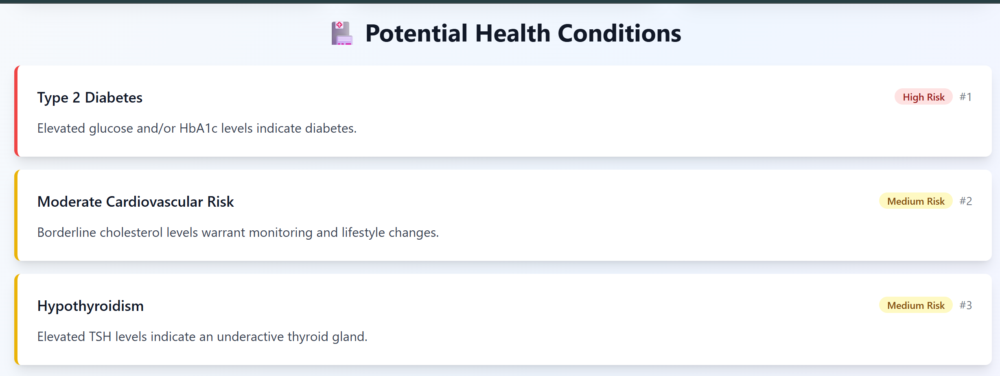 Potential Health Conditions
Type 2 Diabetes
High Risk #1
Elevated glucose and/or HbA1c levels indicate diabetes.
Moderate Cardiovascular Risk
Medium Risk #2
Borderline cholesterol levels warrant monitoring and lifestyle changes.
Hypothyroidism
Medium Risk #3
Elevated TSH levels indicate an underactive thyroid gland.